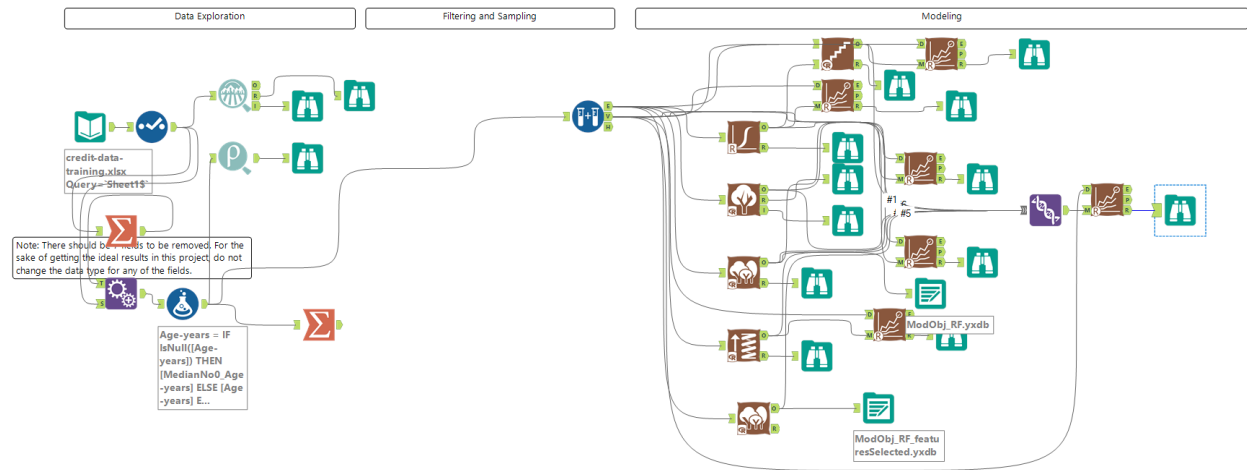 Data Exploration
Filtering and Sampling
Modeling
credit-data-
training.xlsx
Query=`Sheet1$`
Note: There should be 7 fields to be removed. For the
sake of getting the ideal results in this project, do not
change the data type for any of the fields.
Age-years = IF
IsNull([Age-
years]) THEN
[MedianNo0_Age
-years] ELSE [Age
-years] E...
#1
#5
ModObj_RF.yxdb
ModObj_RF_featu
resSelected.yxdb